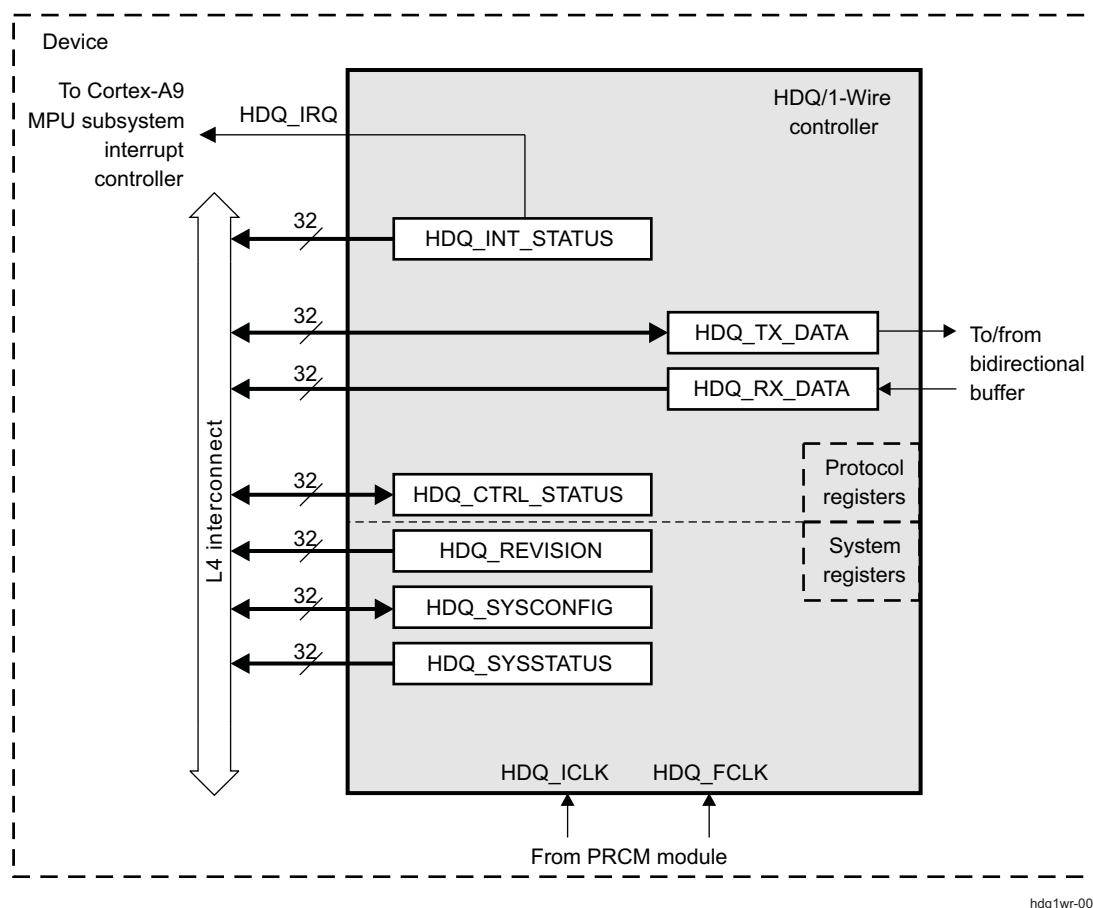 Device
To Cortex-A9
MPU subsystem
interrupt
controller
HDQ_IRQ
HDQ/1-Wire
controller
32
HDQ_INT_STATUS
32
HDQ_TX_DATA
To/from
bidirectional
buffer
32
HDQ_RX_DATA
L4 interconnect
Protocol
registers
32
HDQ_CTRL_STATUS
32
HDQ_REVISION
System
registers
32
HDQ_SYSCONFIG
32
HDQ_SYSSTATUS
HDQ_ICLK
HDQ_FCLK
From PRCM module
hdq1wr-00